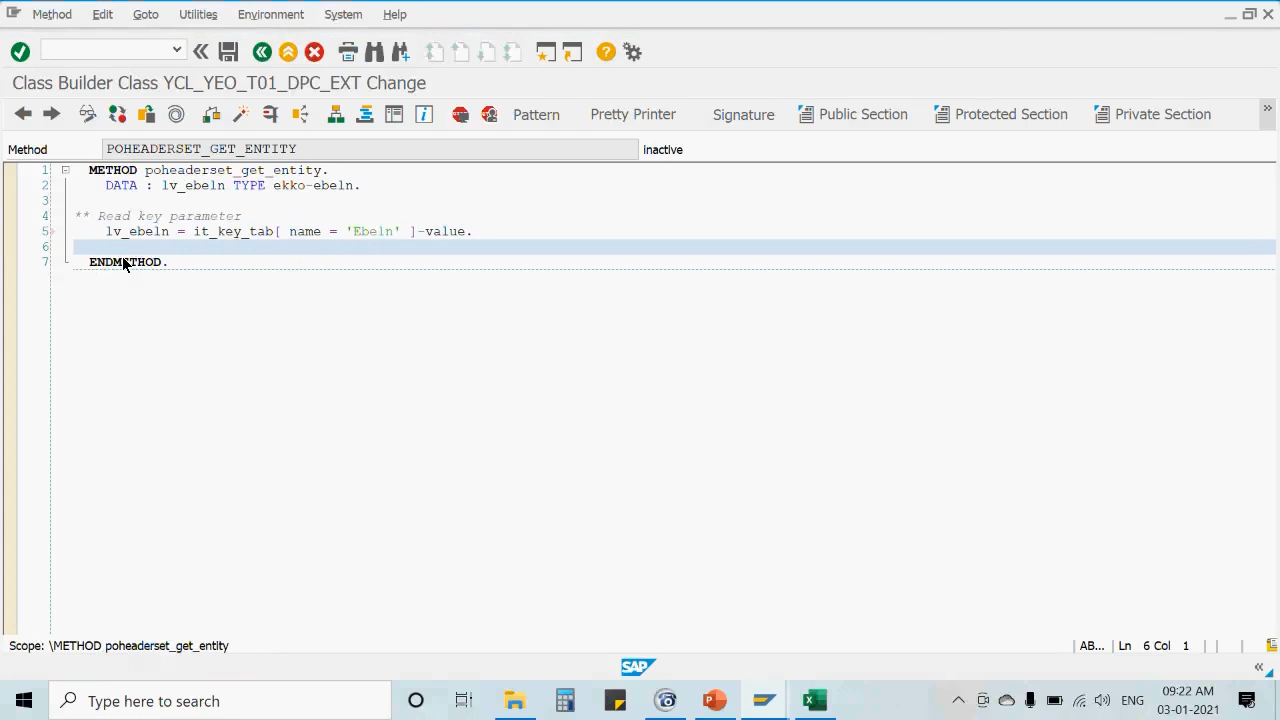 Method Edit Goto Utilities Environment System Help
Class Builder Class YCL_YEO_T01_DPC_EXT Change
Pattern Pretty Printer Signature Public Section Protected Section Private Section
Method POHEADERSET_GET_ENTITY inactive
1 METHOD poheaderset_get_entity.
2 DATA : lv_ebeln TYPE ekko-ebeln.
3
4 ** Read key parameter
5 lv_ebeln = it_key_tab[ name = 'Ebeln' ]-value.
6
7 ENDMETHOD.
Scope: \METHOD poheaderset_get_entity AB... Ln 6 Col 1
SAP
Type here to search ENG 09:22 AM
03-01-2021